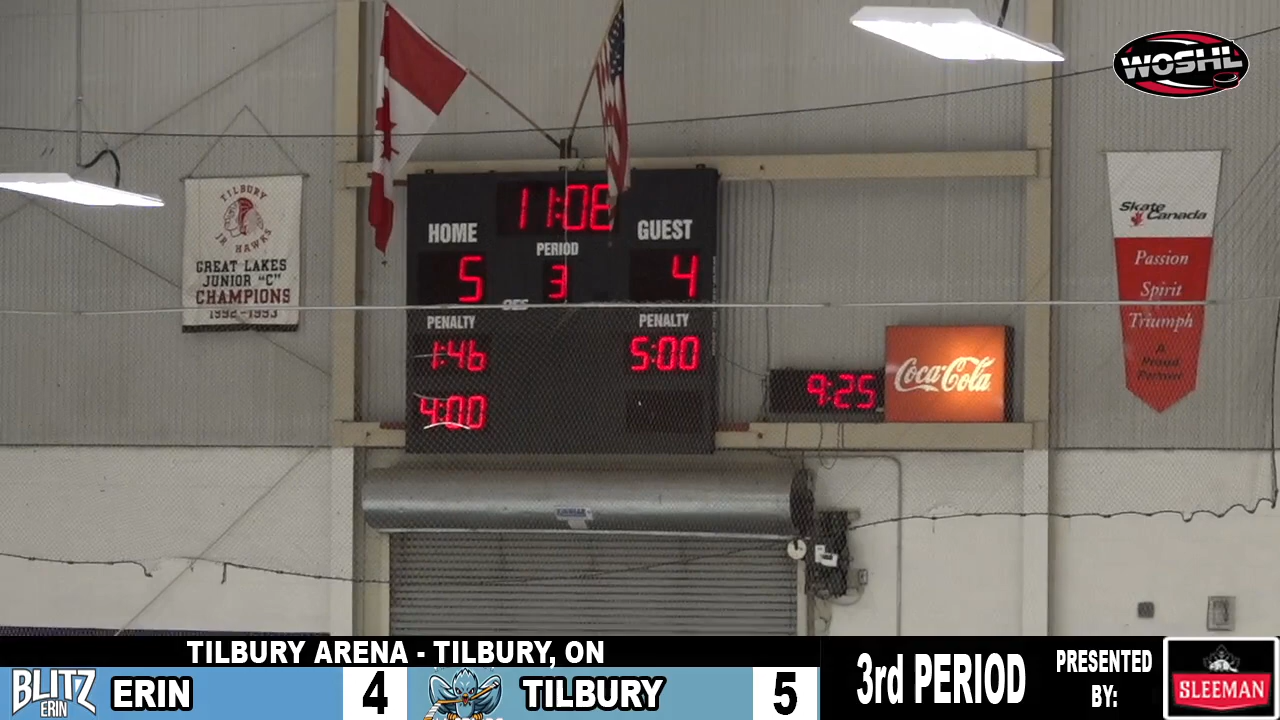 WOSHL
TILBURY
JR. HAWKS
GREAT LAKES
JUNIOR "C"
CHAMPIONS
1992-1993
11:08
HOME
GUEST
PERIOD
5
3
4
PENALTY
PENALTY
1:46
5:00
4:00
9:25
Coca-Cola
Skate
Canada
Passion
Spirit
Triumph
A
Proud
Partner
TILBURY ARENA - TILBURY, ON
BLITZ
ERIN
ERIN
4
TILBURY
5
3rd PERIOD
PRESENTED
BY:
SLEEMAN